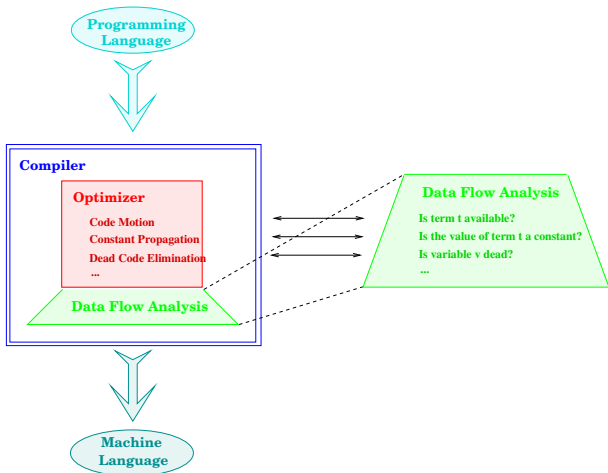 Programming
Language
Compiler
Optimizer
Code Motion
Constant Propagation
Dead Code Elimination
...
Data Flow Analysis
Data Flow Analysis
Is term t available?
Is the value of term t a constant?
Is variable v dead?
...
Machine
Language